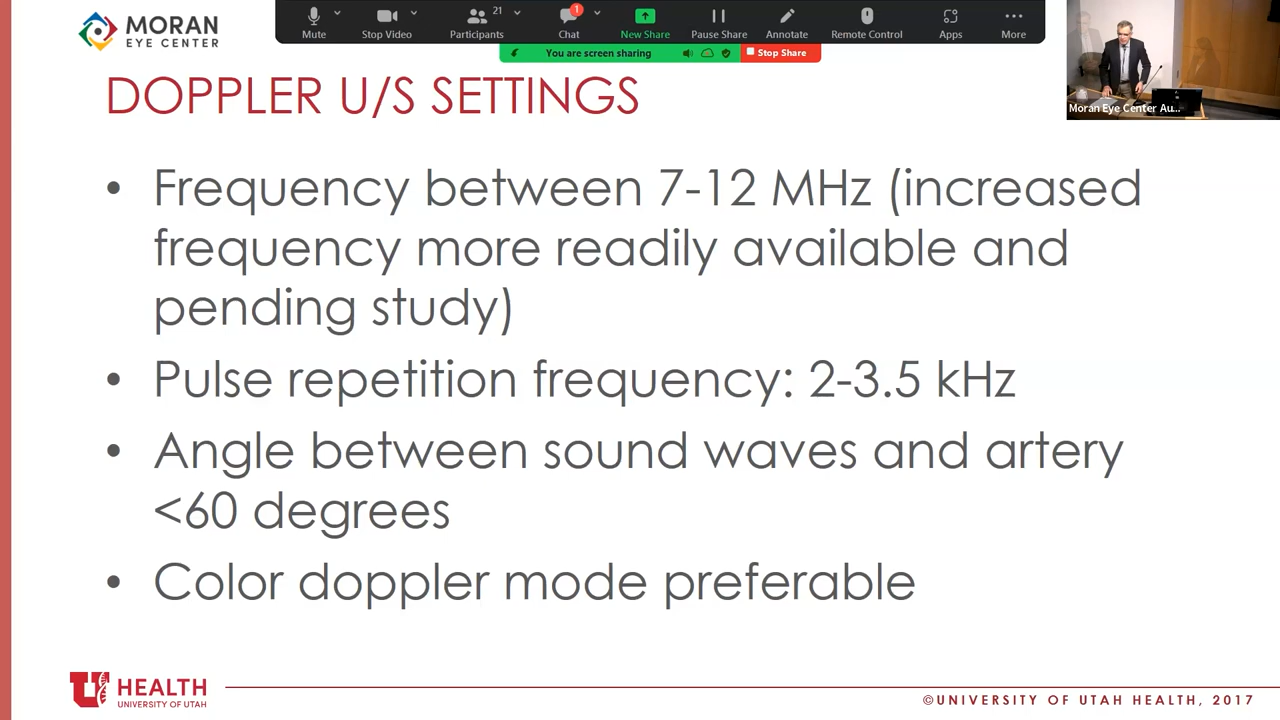 MORAN
EYE CENTER
Mute
Stop Video
21
Participants
1
Chat
New Share
Pause Share
Annotate
Remote Control
Apps
More
You are screen sharing
Stop Share
Moran Eye Center Au...
DOPPLER U/S SETTINGS
• Frequency between 7-12 MHz (increased
frequency more readily available and
pending study)
• Pulse repetition frequency: 2-3.5 kHz
• Angle between sound waves and artery
<60 degrees
• Color doppler mode preferable
U HEALTH
UNIVERSITY OF UTAH
©UNIVERSITY OF UTAH HEALTH, 2017